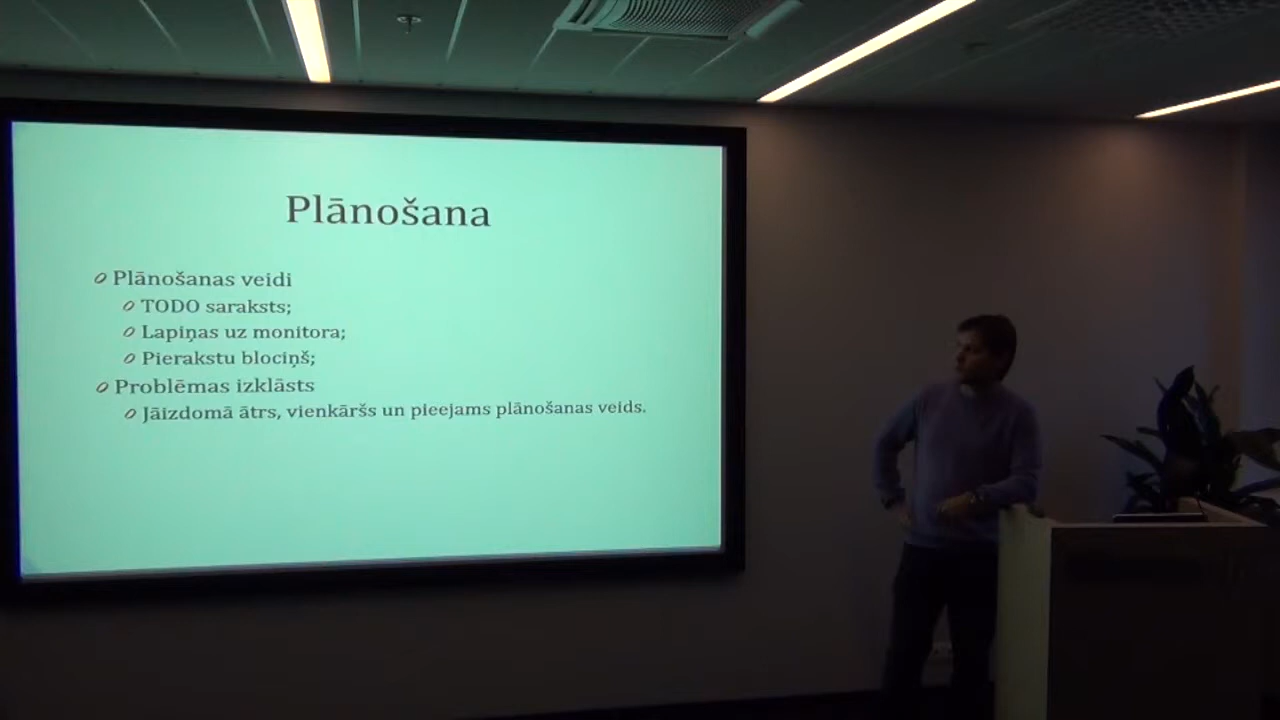 Plānošana
Plānošanas veidi
TODO saraksts;
Lapiņas uz monitora;
Pierakstu blociņš;
Problēmas izklāsts
Jāizdomā ātrs, vienkāršs un pieejams plānošanas veids.